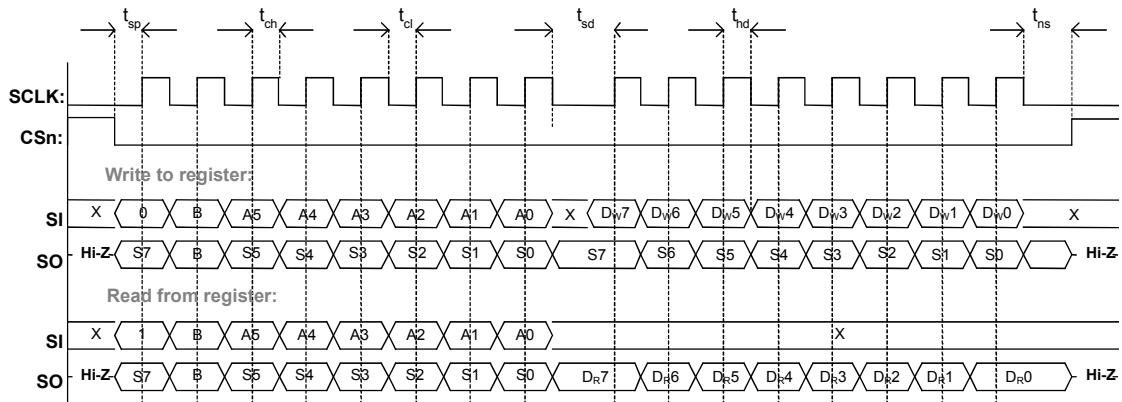 tsp tch tcl tsd thd tns
SCLK:
CSn:
Write to register:
SI X 0 B A5 A4 A3 A2 A1 A0 X DW7 DW6 DW5 DW4 DW3 DW2 DW1 DW0 X
SO Hi-Z S7 B S5 S4 S3 S2 S1 S0 S7 S6 S5 S4 S3 S2 S1 S0 Hi-Z
Read from register:
SI X 1 B A5 A4 A3 A2 A1 A0 X
SO Hi-Z S7 B S5 S4 S3 S2 S1 S0 DR7 DR6 DR5 DR4 DR3 DR2 DR1 DR0 Hi-Z